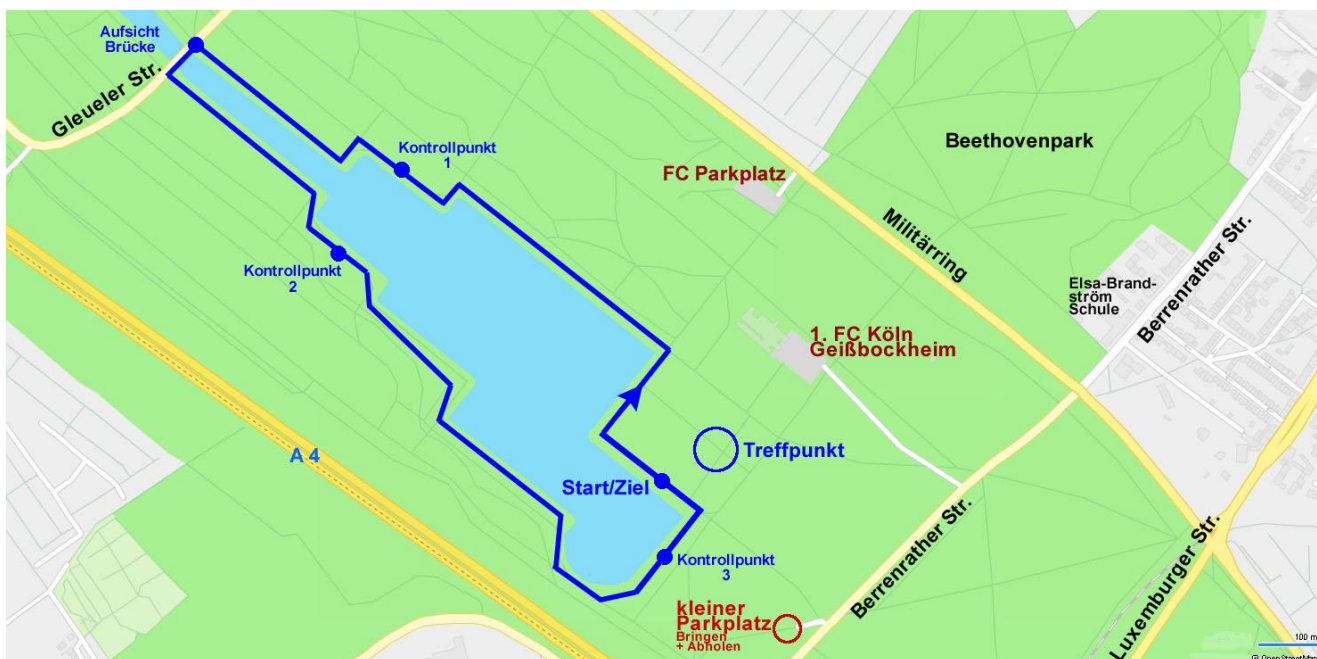 Aufsicht
Brücke
Gleueler Str.
Kontrollpunkt
1
Beethovenpark
FC Parkplatz
Militärring
Kontrollpunkt
2
Elsa-Brand-
ström
Schule
Berrenrather Str.
1. FC Köln
Geißbockheim
A 4
Treffpunkt
Start/Ziel
Kontrollpunkt
3
Berrenrather Str.
Luxemburger Str.
kleiner
Parkplatz
Bringen
+ Abholen
100 m
© OpenStreetMap